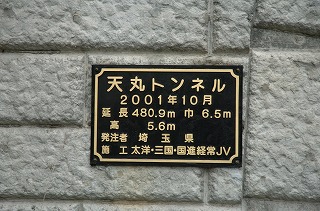 天丸トンネル
2001年10月
延長480.9m 巾6.5m
高 5.6m
発注者 埼玉県
施工 太洋・三国・国進経常JV